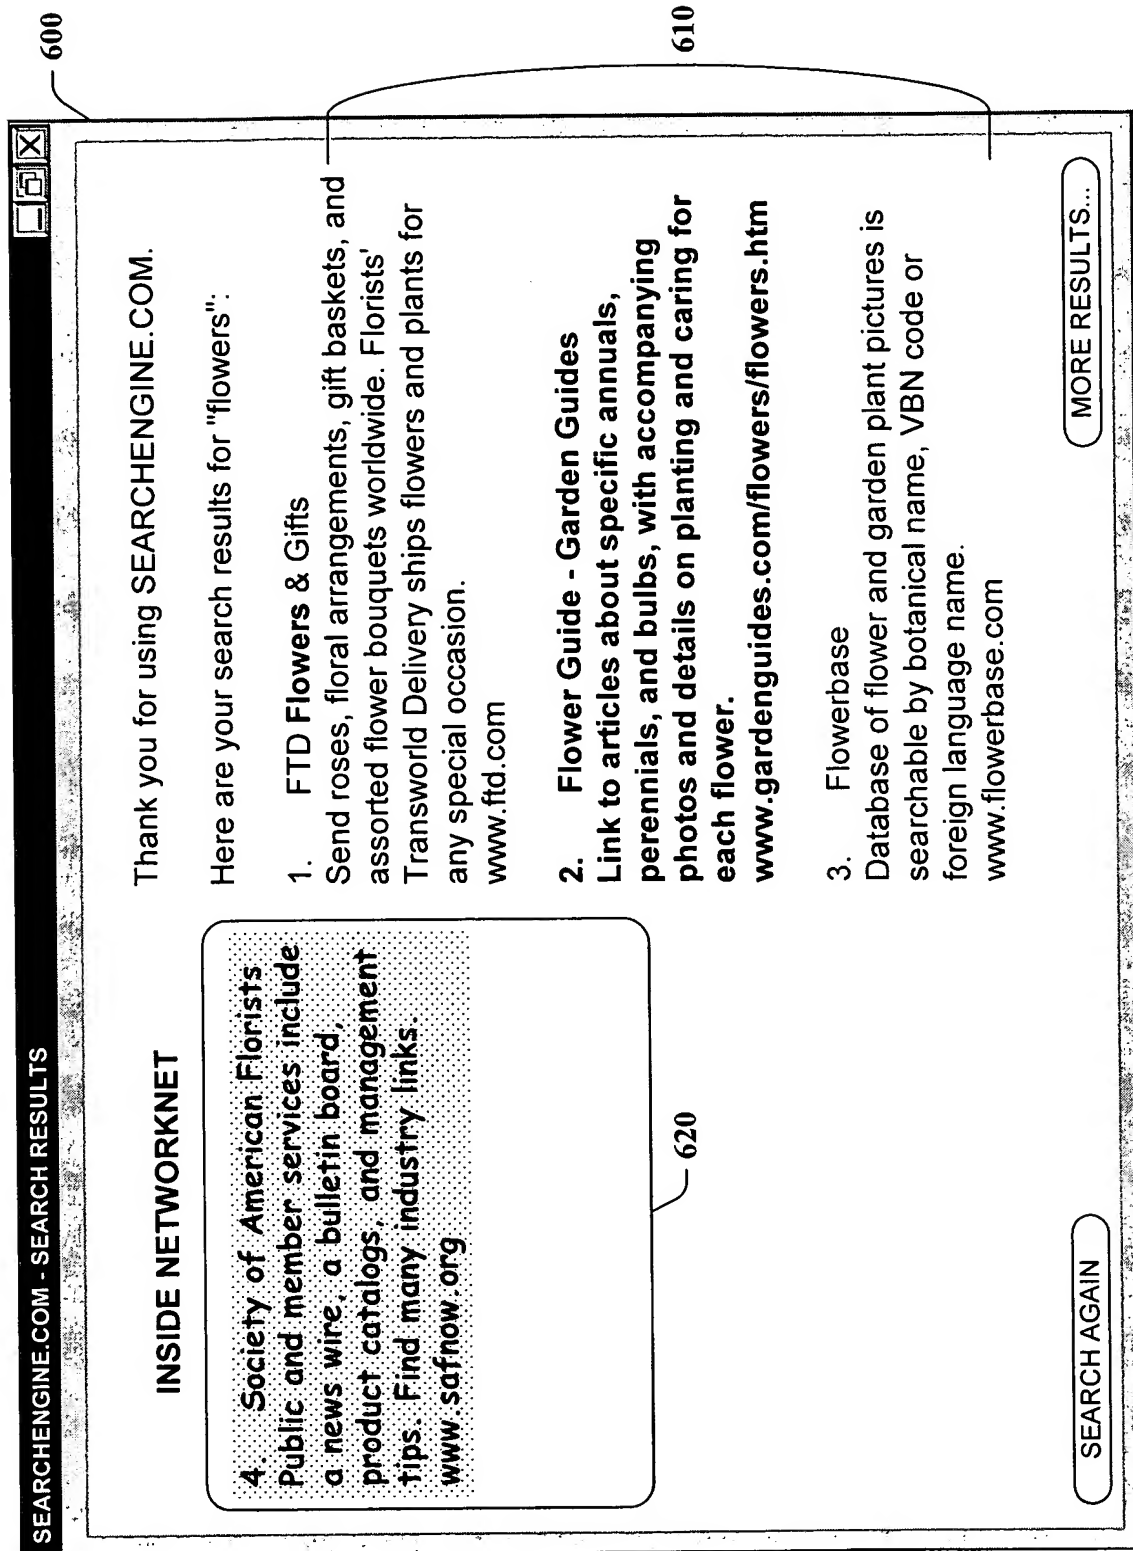 SEARCHENGINE.COM - SEARCH RESULTS
600
INSIDE NETWORKNET
4. Society of American Florists
Public and member services include
a news wire, a bulletin board,
product catalogs, and management
tips. Find many industry links.
www.safnow.org
620
Thank you for using SEARCHENGINE.COM.
Here are your search results for "flowers":
1. FTD Flowers & Gifts
Send roses, floral arrangements, gift baskets, and
assorted flower bouquets worldwide. Florists'
Transworld Delivery ships flowers and plants for
any special occasion.
www.ftd.com
2. Flower Guide - Garden Guides
Link to articles about specific annuals,
perennials, and bulbs, with accompanying
photos and details on planting and caring for
each flower.
www.gardenguides.com/flowers/flowers.htm
3. Flowerbase
Database of flower and garden plant pictures is
searchable by botanical name, VBN code or
foreign language name.
www.flowerbase.com
610
SEARCH AGAIN
MORE RESULTS...